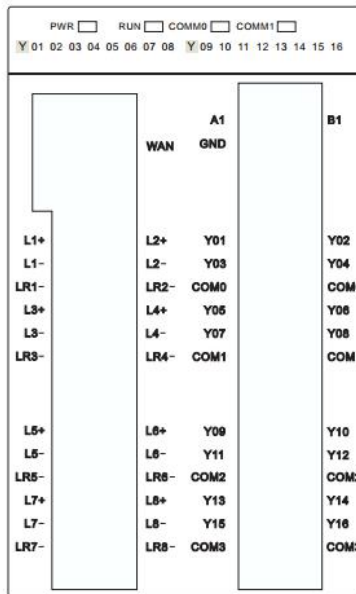 PWR RUN COMM0 COMM1
Y 01 02 03 04 05 06 07 08 Y 09 10 11 12 13 14 15 16
A1 B1
WAN GND
L1+ L2+ Y01 Y02
L1- L2- Y03 Y04
LR1- LR2- COM0 COM
L3+ L4+ Y05 Y06
L3- L4- Y07 Y08
LR3- LR4- COM1 COM
L5+ L6+ Y09 Y10
L5- L6- Y11 Y12
LR5- LR6- COM2 COM2
L7+ L8+ Y13 Y14
L7- L8- Y15 Y16
LR7- LR8- COM3 COM3